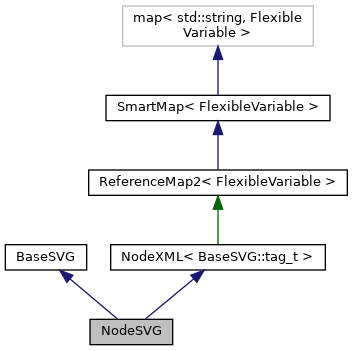 map< std::string, Flexible
Variable >
SmartMap< FlexibleVariable >
ReferenceMap2< FlexibleVariable >
BaseSVG
NodeXML< BaseSVG::tag_t >
NodeSVG